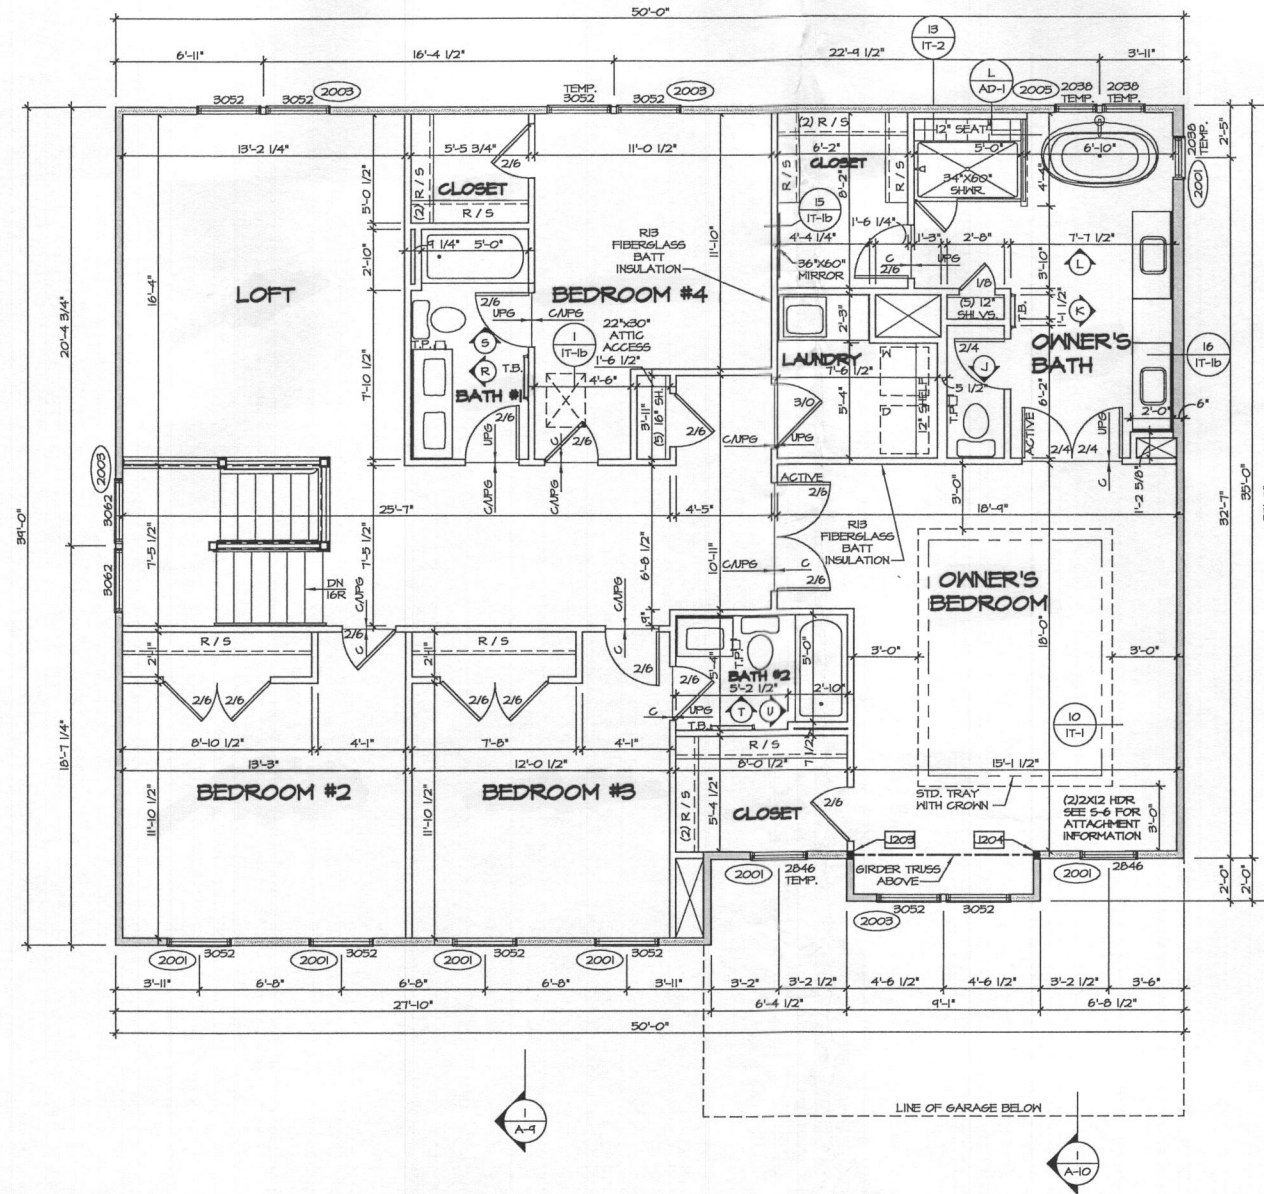 50'-0"
13
IT-2
6'-11"
16'-4 1/2"
22'-9 1/2"
3'-11"
L
AD-1
3052
3052
2003
TEMP.
3052
3052
2003
2005
2038
TEMP.
2038
TEMP.
2038
TEMP.
2'-5"
2001
(2) R / S
12" SEAT
13'-2 1/4"
5'-5 3/4"
11'-0 1/2"
6'-2"
5'-0"
6'-10"
2/6
CLOSET
R / S
R / S
34"X60"
SHWR.
4'-4"
8'-2"
5'-0 1/2"
(2) R / S
CLOSET
R / S
15
IT-1b
1'-6 1/4"
9 1/4"
5'-0"
R13
FIBERGLASS
BATT
INSULATION
11'-10"
4'-4 1/4"
1'-3"
2'-8"
7'-7 1/2"
2'-10"
36"X60"
MIRROR
C
2/6
UPG
1/8
3'-10"
L
16'-4"
LOFT
BEDROOM #4
2/6
UPG
C/UPG
22"x30"
ATTIC
ACCESS
1
IT-1b
2'-3"
(5) 12"
SHLVS.
T.B.
1'-1 1/2"
K
OWNER'S
BATH
16
IT-1b
20'-4 3/4"
T.P.
S
R
T.B.
BATH #1
1'-6 1/2"
4'-6"
LAUNDRY
7'-6 1/2"
W
D
12" SHELF
5 1/2"
T.P.
2/4
J
6'-2"
7'-10 1/2"
2/6
UPG
C
2/6
3'-11"
(5) 16" SH.
2/6
3/0
UPG
C/UPG
5'-4"
ACTIVE
2/4
2/4
UPG
C
2'-0"
6"
1'-2 5/8"
2003
3062
3062
39'-0"
32'-7"
35'-0"
C/UPG
C/UPG
ACTIVE
2/6
3'-0"
25'-7"
4'-5"
18'-9"
7'-5 1/2"
7'-5 1/2"
R13
FIBERGLASS
BATT
INSULATION
6'-8 1/2"
10'-11"
C/UPG
C
2/6
DN
16R
OWNER'S
BEDROOM
C/UPG
C/UPG
9"
R / S
2/6
C
R / S
C
2/6
5'-4"
T.P.
5'-0"
3'-0"
18'-0"
3'-0"
2'-1"
2'-1"
2/6
2/6
2/6
2/6
2/6
BATH #2
5'-2 1/2"
2'-10"
C
UPG
T.B.
T
U
10
IT-1
18'-7 1/4"
8'-10 1/2"
4'-1"
7'-8"
4'-1"
R / S
7 1/2"
13'-3"
12'-0 1/2"
8'-0 1/2"
15'-1 1/2"
BEDROOM #2
BEDROOM #3
11'-10 1/2"
11'-10 1/2"
(2) R / S
5'-4 1/2"
CLOSET
2/6
STD. TRAY
WITH CROWN
(2)2X12 HDR
SEE S-6 FOR
ATTACHMENT
INFORMATION
3'-0"
1203
1204
2001
2846
TEMP.
GIRDER TRUSS
ABOVE
2001
2846
2'-0"
2'-0"
3052
3052
2003
2001
3052
2001
3052
2001
3052
2001
3052
3'-11"
6'-8"
6'-8"
6'-8"
3'-11"
3'-2"
3'-2 1/2"
4'-6 1/2"
4'-6 1/2"
3'-2 1/2"
3'-6"
27'-10"
6'-4 1/2"
9'-1"
6'-8 1/2"
50'-0"
LINE OF GARAGE BELOW
1
A-9
1
A-10